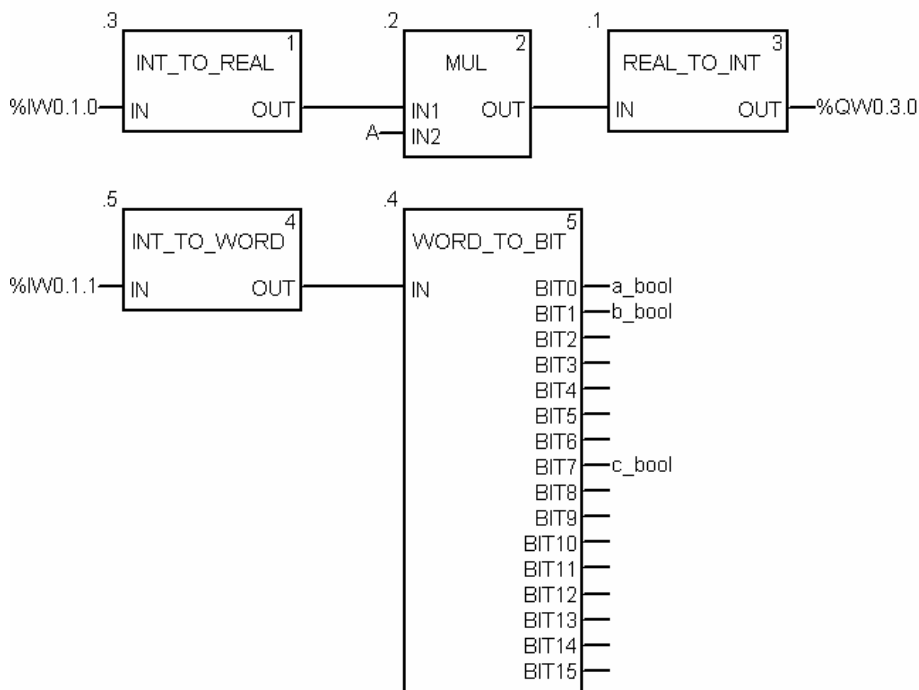 .3 .2 .1
1 2 3
INT_TO_REAL MUL REAL_TO_INT
%IW0.1.0 IN OUT IN1 OUT IN OUT %QW0.3.0
A IN2
.5 .4
4 5
INT_TO_WORD WORD_TO_BIT
%IW0.1.1 IN OUT IN BIT0 a_bool
BIT1 b_bool
BIT2
BIT3
BIT4
BIT5
BIT6
BIT7 c_bool
BIT8
BIT9
BIT10
BIT11
BIT12
BIT13
BIT14
BIT15